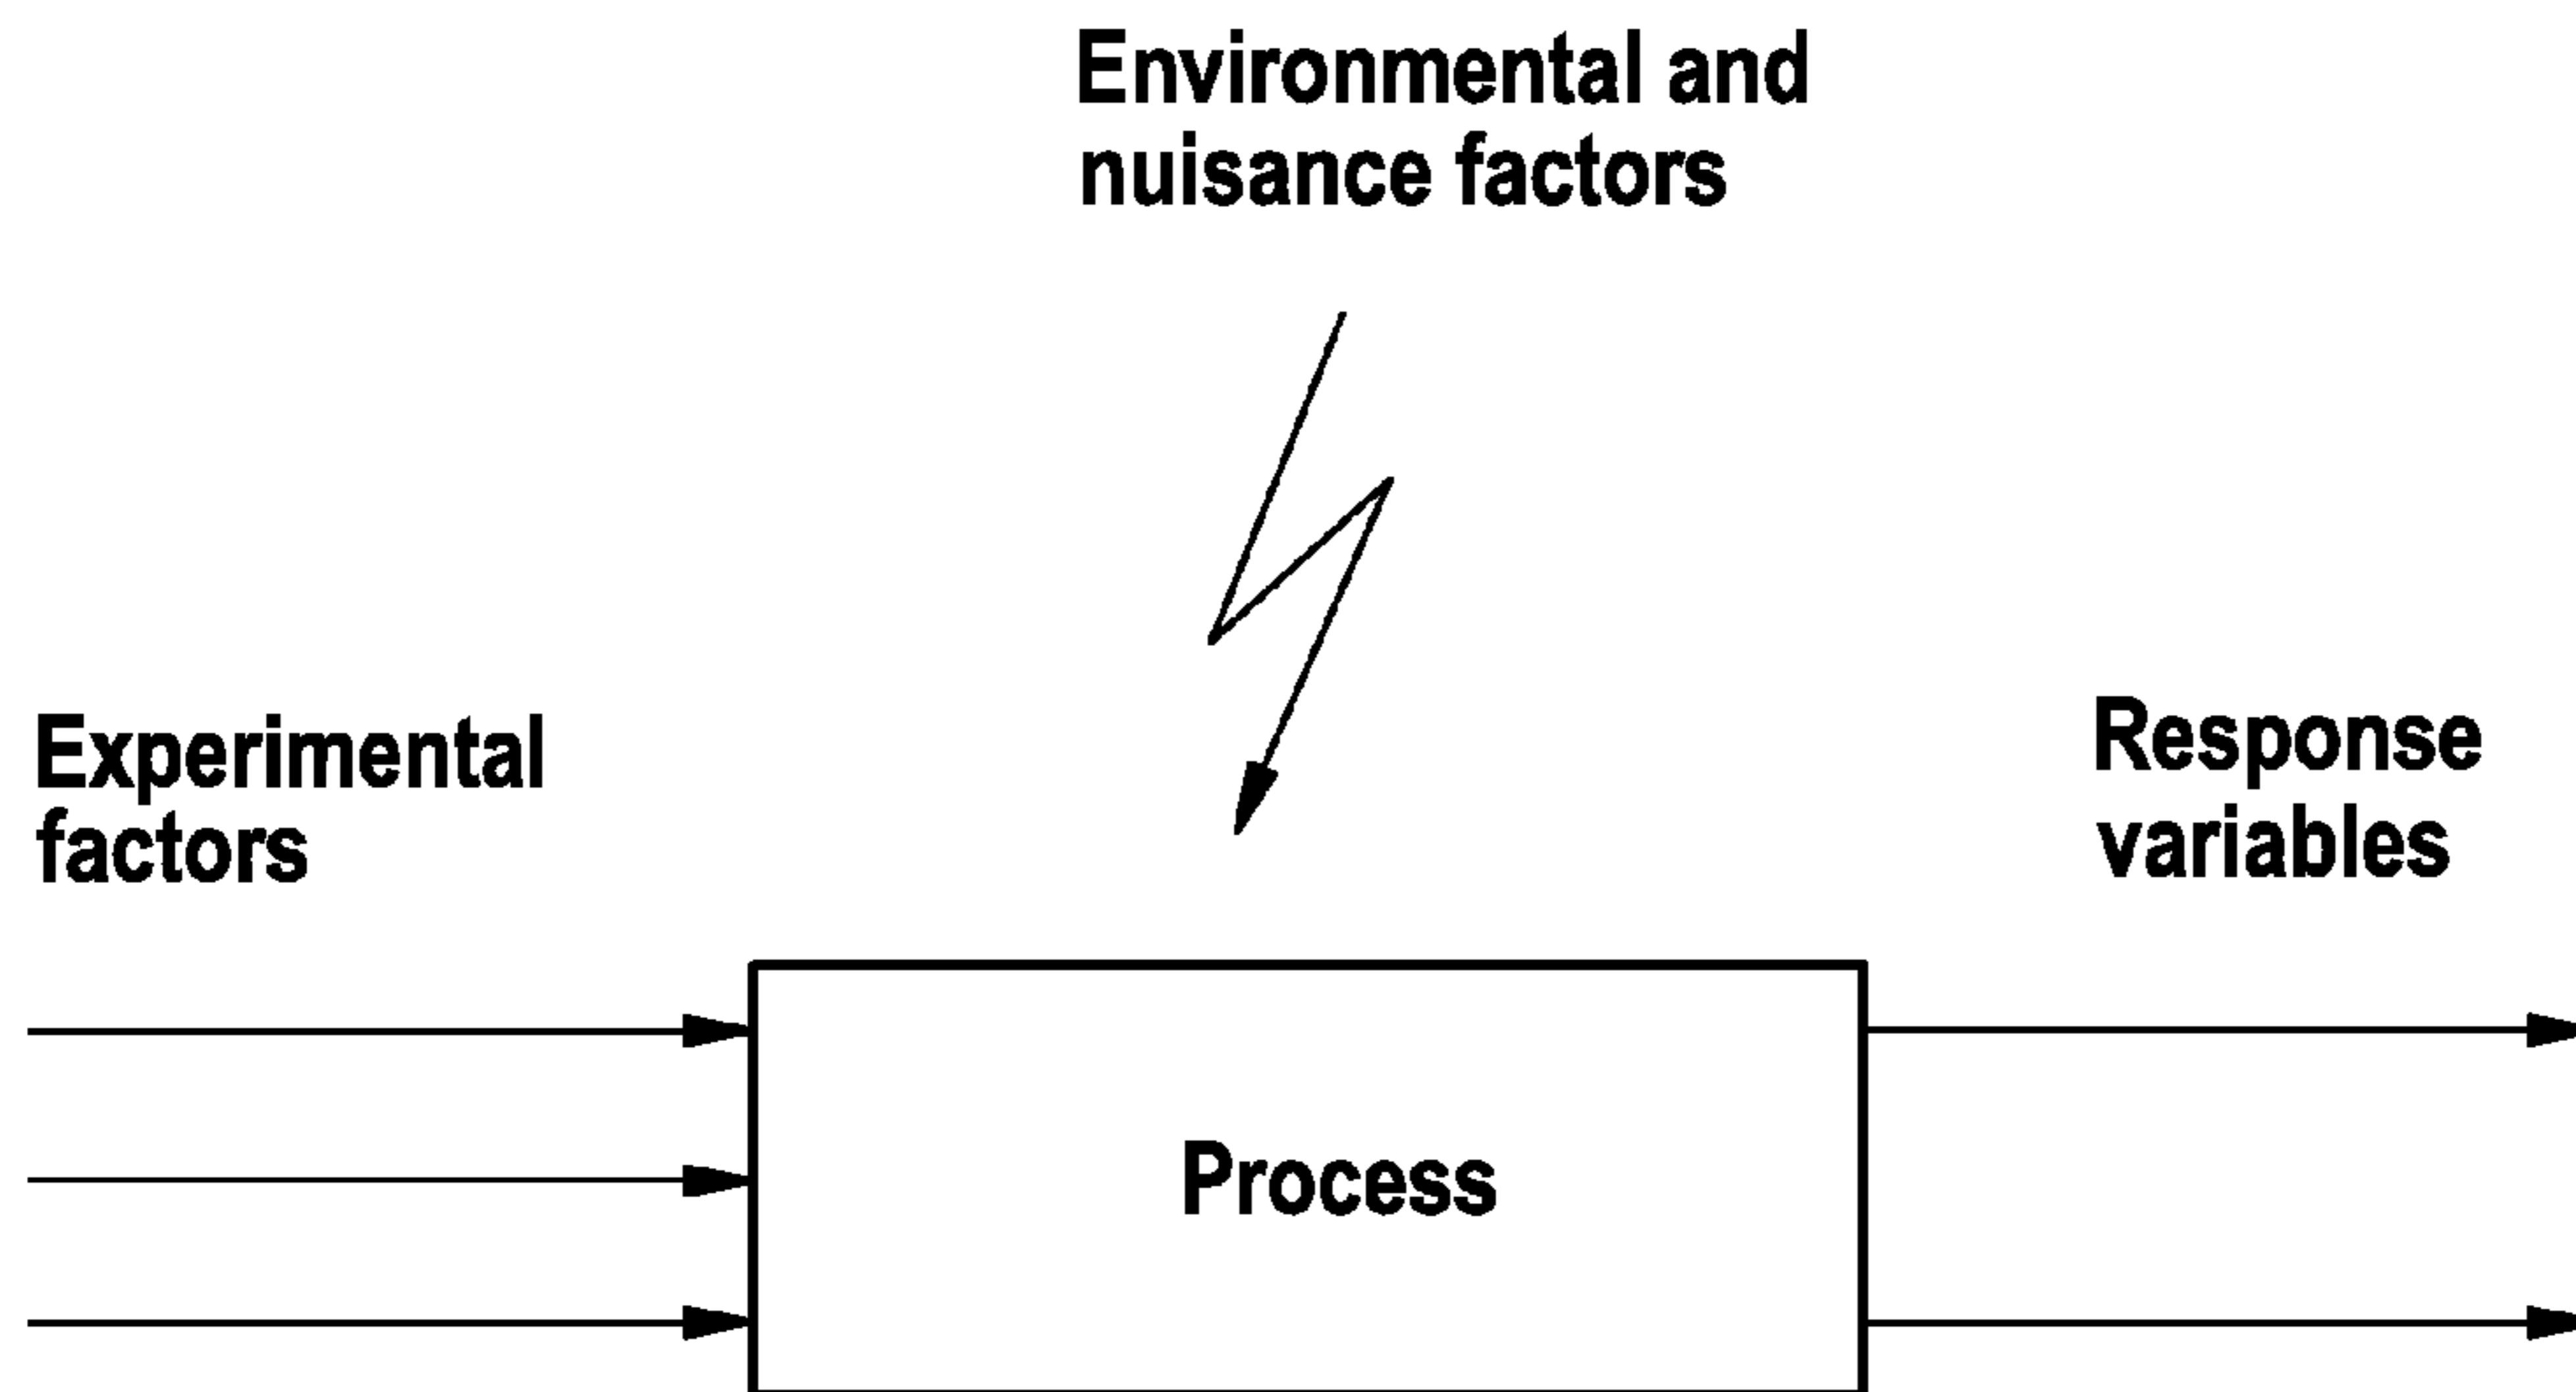 Environmental and
nuisance factors
Experimental
factors
Response
variables
Process